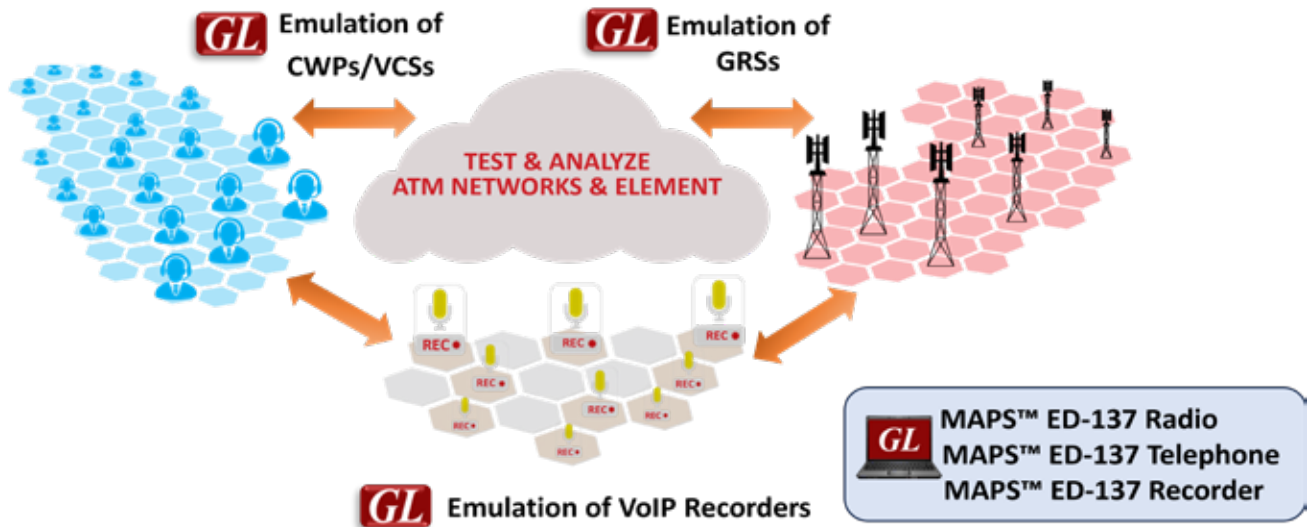 GL Emulation of
CWPs/VCSs
GL Emulation of
GRSs
TEST & ANALYZE
ATM NETWORKS & ELEMENT
REC
REC
REC
REC
REC
REC
REC
REC
REC
REC
GL Emulation of VoIP Recorders
GL
MAPS™ ED-137 Radio
MAPS™ ED-137 Telephone
MAPS™ ED-137 Recorder